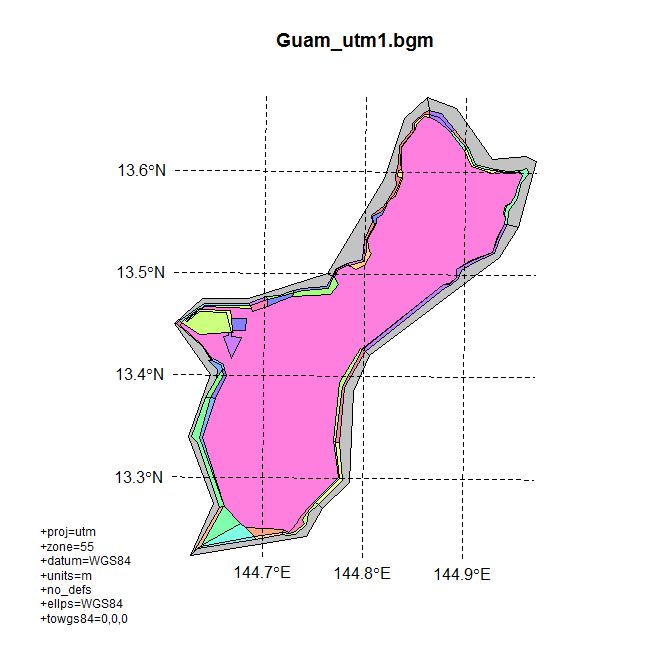 Guam_utm1.bgm
13.6°N
13.5°N
13.4°N
13.3°N
144.7°E 144.8°E 144.9°E
+proj=utm
+zone=55
+datum=WGS84
+units=m
+no_defs
+ellps=WGS84
+towgs84=0,0,0